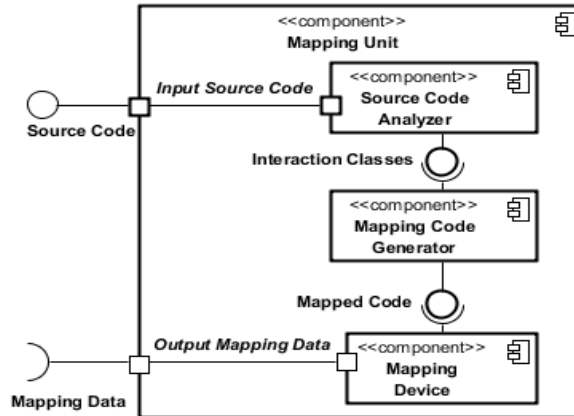 <<component>>
Mapping Unit
Input Source Code
<<component>>
Source Code
Analyzer
Source Code
Interaction Classes
<<component>>
Mapping Code
Generator
Mapped Code
Output Mapping Data
<<component>>
Mapping
Device
Mapping Data